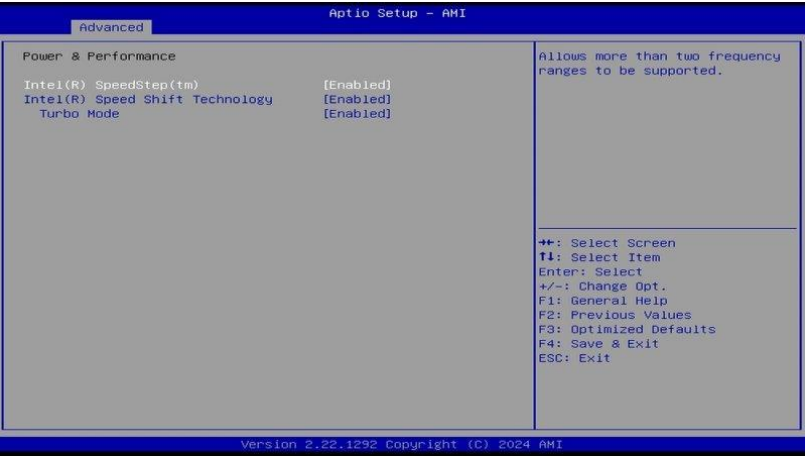 Aptio Setup – AMI
Advanced
Power & Performance
Intel(R) SpeedStep(tm) [Enabled]
Intel(R) Speed Shift Technology [Enabled]
Turbo Mode [Enabled]
Allows more than two frequency
ranges to be supported.
→←: Select Screen
↑↓: Select Item
Enter: Select
+/-: Change Opt.
F1: General Help
F2: Previous Values
F3: Optimized Defaults
F4: Save & Exit
ESC: Exit
Version 2.22.1292 Copyright (C) 2024 AMI